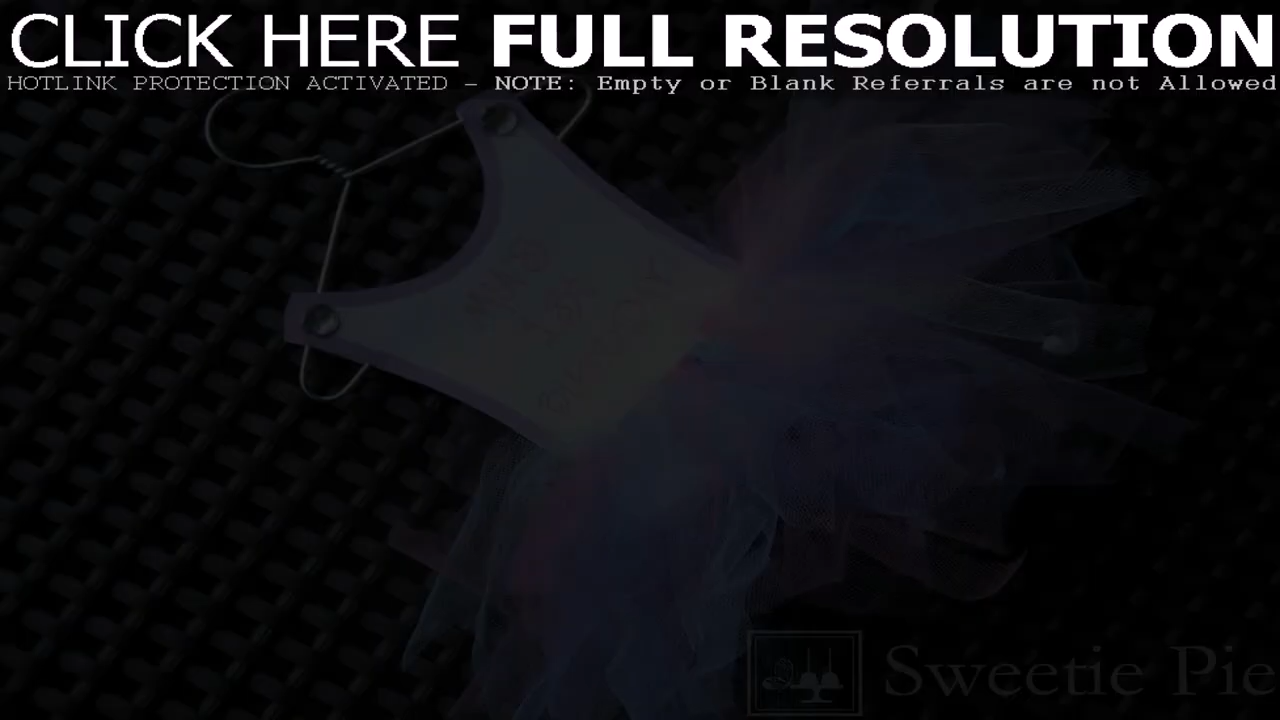 CLICK HERE FULL RESOLUTION
HOTLINK PROTECTION ACTIVATED – NOTE: Empty or Blank Referrals are not Allowed
Sweetie Pie